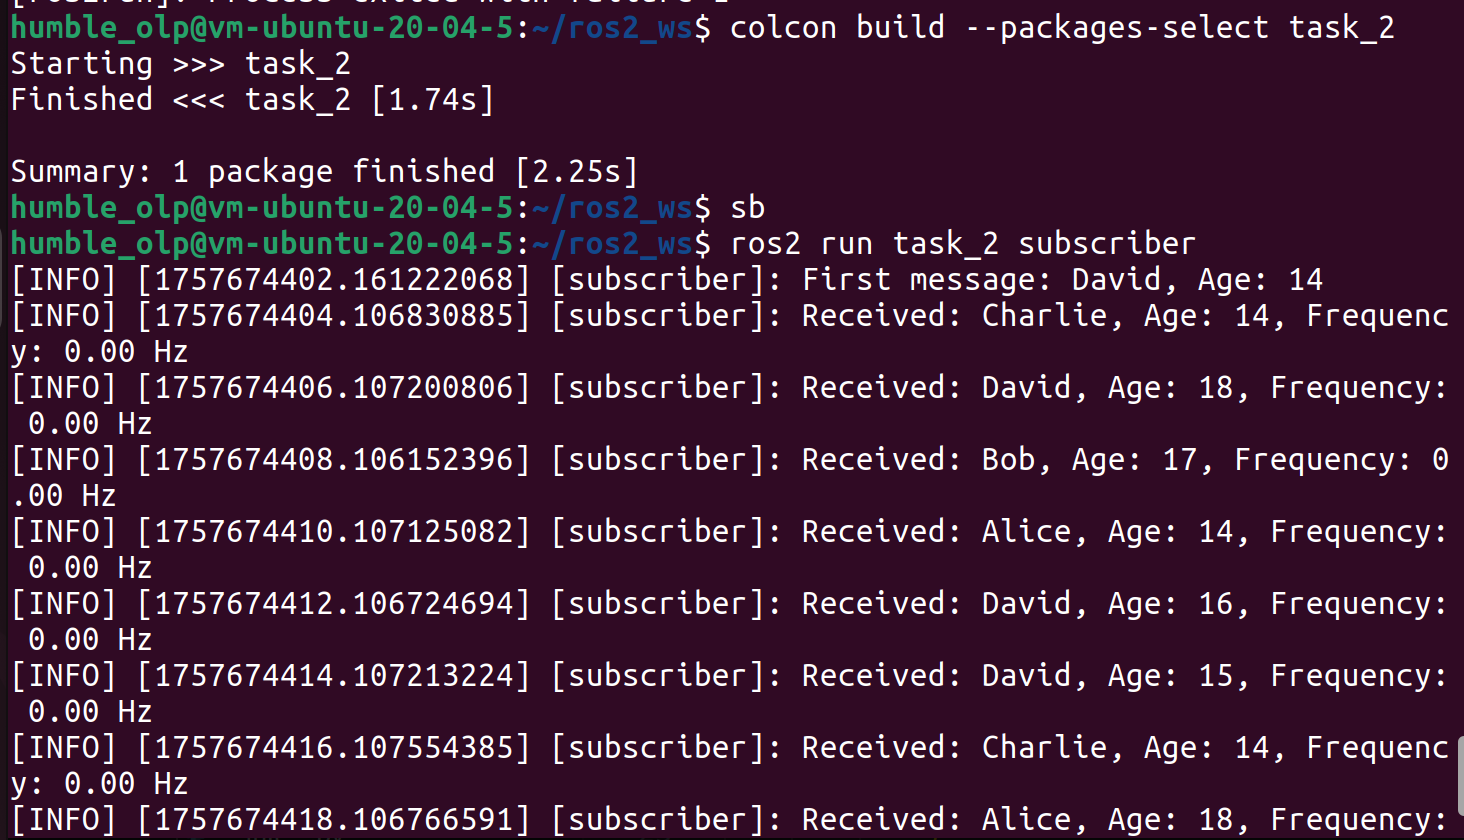 humble_olp@vm-ubuntu-20-04-5:~/ros2_ws$ colcon build --packages-select task_2
Starting >>> task_2
Finished <<< task_2 [1.74s]
Summary: 1 package finished [2.25s]
humble_olp@vm-ubuntu-20-04-5:~/ros2_ws$ sb
humble_olp@vm-ubuntu-20-04-5:~/ros2_ws$ ros2 run task_2 subscriber
[INFO] [1757674402.161222068] [subscriber]: First message: David, Age: 14
[INFO] [1757674404.106830885] [subscriber]: Received: Charlie, Age: 14, Frequenc
y: 0.00 Hz
[INFO] [1757674406.107200806] [subscriber]: Received: David, Age: 18, Frequency:
 0.00 Hz
[INFO] [1757674408.106152396] [subscriber]: Received: Bob, Age: 17, Frequency: 0
.00 Hz
[INFO] [1757674410.107125082] [subscriber]: Received: Alice, Age: 14, Frequency:
 0.00 Hz
[INFO] [1757674412.106724694] [subscriber]: Received: David, Age: 16, Frequency:
 0.00 Hz
[INFO] [1757674414.107213224] [subscriber]: Received: David, Age: 15, Frequency:
 0.00 Hz
[INFO] [1757674416.107554385] [subscriber]: Received: Charlie, Age: 14, Frequenc
y: 0.00 Hz
[INFO] [1757674418.106766591] [subscriber]: Received: Alice, Age: 18, Frequency: